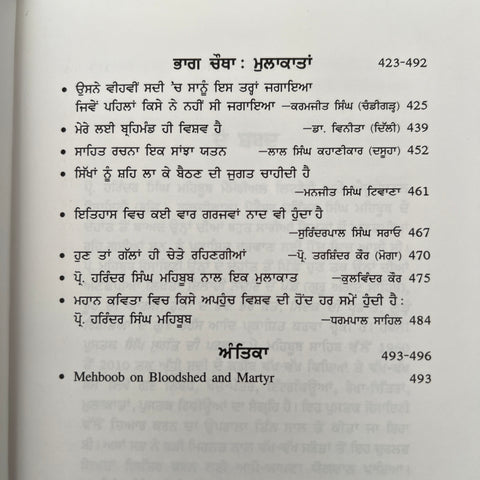 ਭਾਗ ਚੌਥਾ : ਮੁਲਾਕਾਤਾਂ 423-492
• ਉਸਨੇ ਵੀਹਵੀਂ ਸਦੀ 'ਚ ਸਾਨੂੰ ਇਸ ਤਰ੍ਹਾਂ ਜਗਾਇਆ
ਜਿਵੇਂ ਪਹਿਲਾਂ ਕਿਸੇ ਨੇ ਨਹੀਂ ਸੀ ਜਗਾਇਆ –ਕਰਮਜੀਤ ਸਿੰਘ (ਚੰਡੀਗੜ੍ਹ) 425
• ਮੇਰੇ ਲਈ ਬ੍ਰਹਿਮੰਡ ਹੀ ਵਿਸ਼ਵ ਹੈ –ਡਾ. ਵਿਨੀਤਾ (ਦਿੱਲੀ) 439
• ਸਾਹਿਤ ਰਚਨਾ ਇਕ ਸਾਂਝਾ ਯਤਨ –ਲਾਲ ਸਿੰਘ ਕਹਾਣੀਕਾਰ (ਦਸੂਹਾ) 452
• ਸਿੱਖਾਂ ਨੂੰ ਸ਼ਹਿ ਲਾ ਕੇ ਬੈਠਣ ਦੀ ਜੁਗਤ ਚਾਹੀਦੀ ਹੈ
–ਮਨਜੀਤ ਸਿੰਘ ਟਿਵਾਣਾ 461
• ਇਤਿਹਾਸ ਵਿਚ ਕਈ ਵਾਰ ਗਰਜਵਾਂ ਨਾਦ ਵੀ ਹੁੰਦਾ ਹੈ
–ਸੁਰਿੰਦਰਪਾਲ ਸਿੰਘ ਸਰਾਓ 467
• ਹੁਣ ਤਾਂ ਗੱਲਾਂ ਹੀ ਚੇਤੇ ਰਹਿਣਗੀਆਂ –ਪ੍ਰੋ. ਤਰਸ਼ਿੰਦਰ ਕੌਰ (ਮੋਗਾ) 470
• ਪ੍ਰੋ. ਹਰਿੰਦਰ ਸਿੰਘ ਮਹਿਬੂਬ ਨਾਲ ਇਕ ਮੁਲਾਕਾਤ –ਕੁਲਵਿੰਦਰ ਕੌਰ 475
• ਮਹਾਨ ਕਵਿਤਾ ਵਿਚ ਕਿਸੇ ਅਪਹੁੰਚ ਵਿਸ਼ਵ ਦੀ ਹੋਂਦ ਹਰ ਸਮੇਂ ਹੁੰਦੀ ਹੈ :
ਪ੍ਰੋ. ਹਰਿੰਦਰ ਸਿੰਘ ਮਹਿਬੂਬ –ਧਰਮਪਾਲ ਸਾਹਿਲ 484
ਅੰਤਿਕਾ 493-496
• Mehboob on Bloodshed and Martyr 493